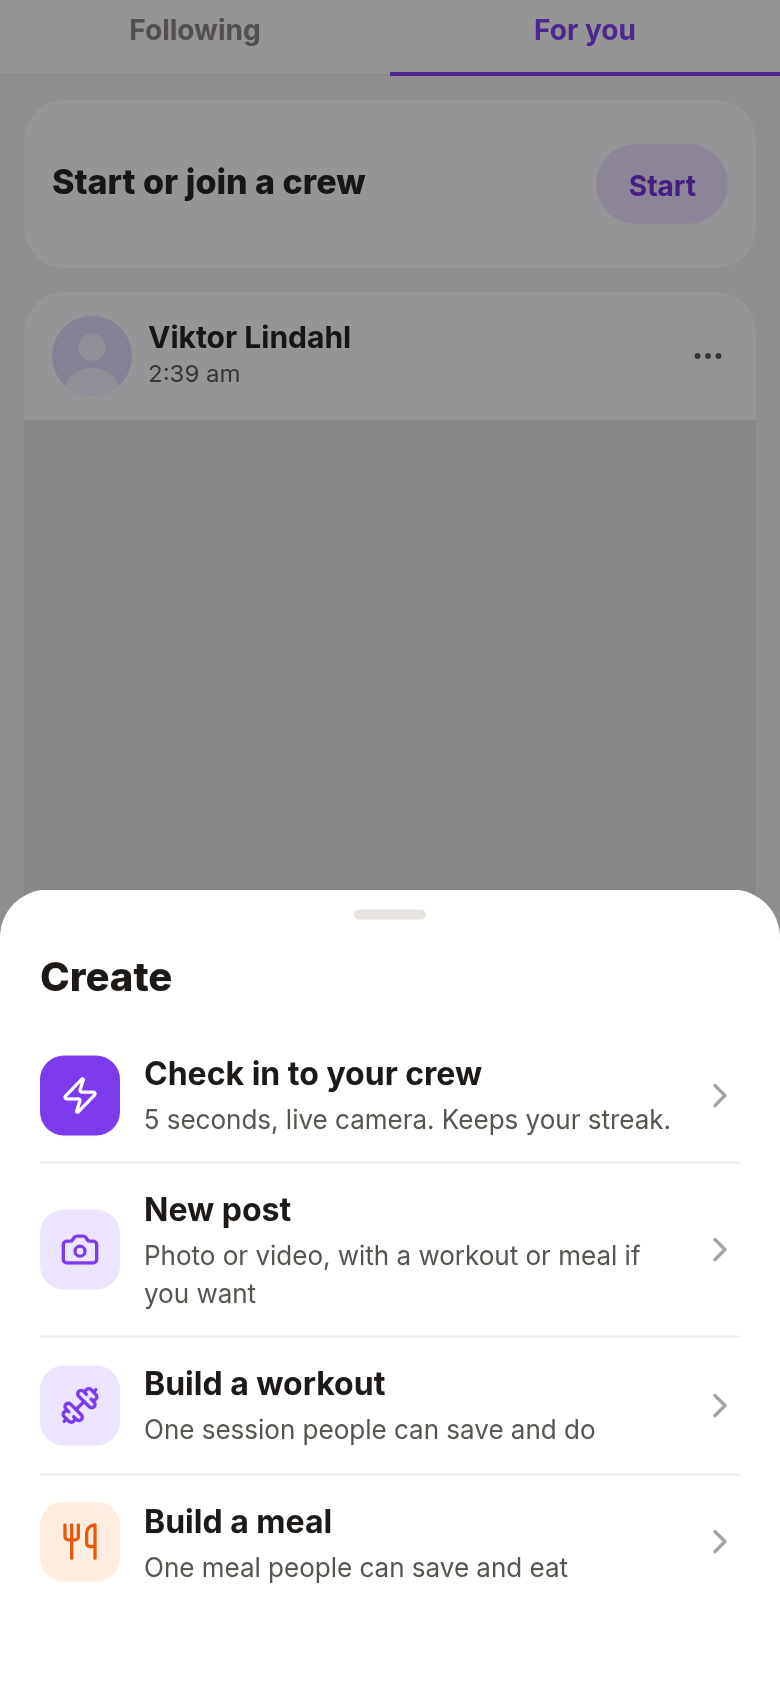 Following
For you
Start or join a crew
Start
Viktor Lindahl
2:39 am
Create
Check in to your crew
5 seconds, live camera. Keeps your streak.
New post
Photo or video, with a workout or meal if
you want
Build a workout
One session people can save and do
Build a meal
One meal people can save and eat